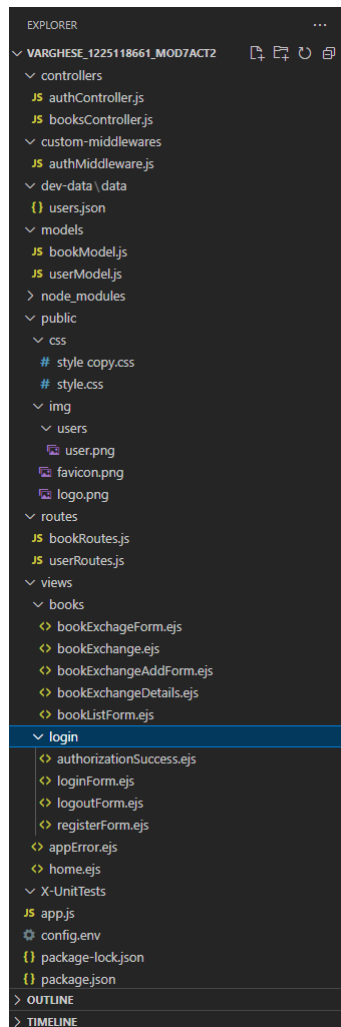 EXPLORER ...
VARGHESE_1225118661_MOD7ACT2
controllers
JS authController.js
JS booksController.js
custom-middlewares
JS authMiddleware.js
dev-data\data
{} users.json
models
JS bookModel.js
JS userModel.js
node_modules
public
css
# style copy.css
# style.css
img
users
user.png
favicon.png
logo.png
routes
JS bookRoutes.js
JS userRoutes.js
views
books
<> bookExchageForm.ejs
<> bookExchange.ejs
<> bookExchangeAddForm.ejs
<> bookExchangeDetails.ejs
<> bookListForm.ejs
login
<> authorizationSuccess.ejs
<> loginForm.ejs
<> logoutForm.ejs
<> registerForm.ejs
<> appError.ejs
<> home.ejs
X-UnitTests
JS app.js
config.env
{} package-lock.json
{} package.json
OUTLINE
TIMELINE